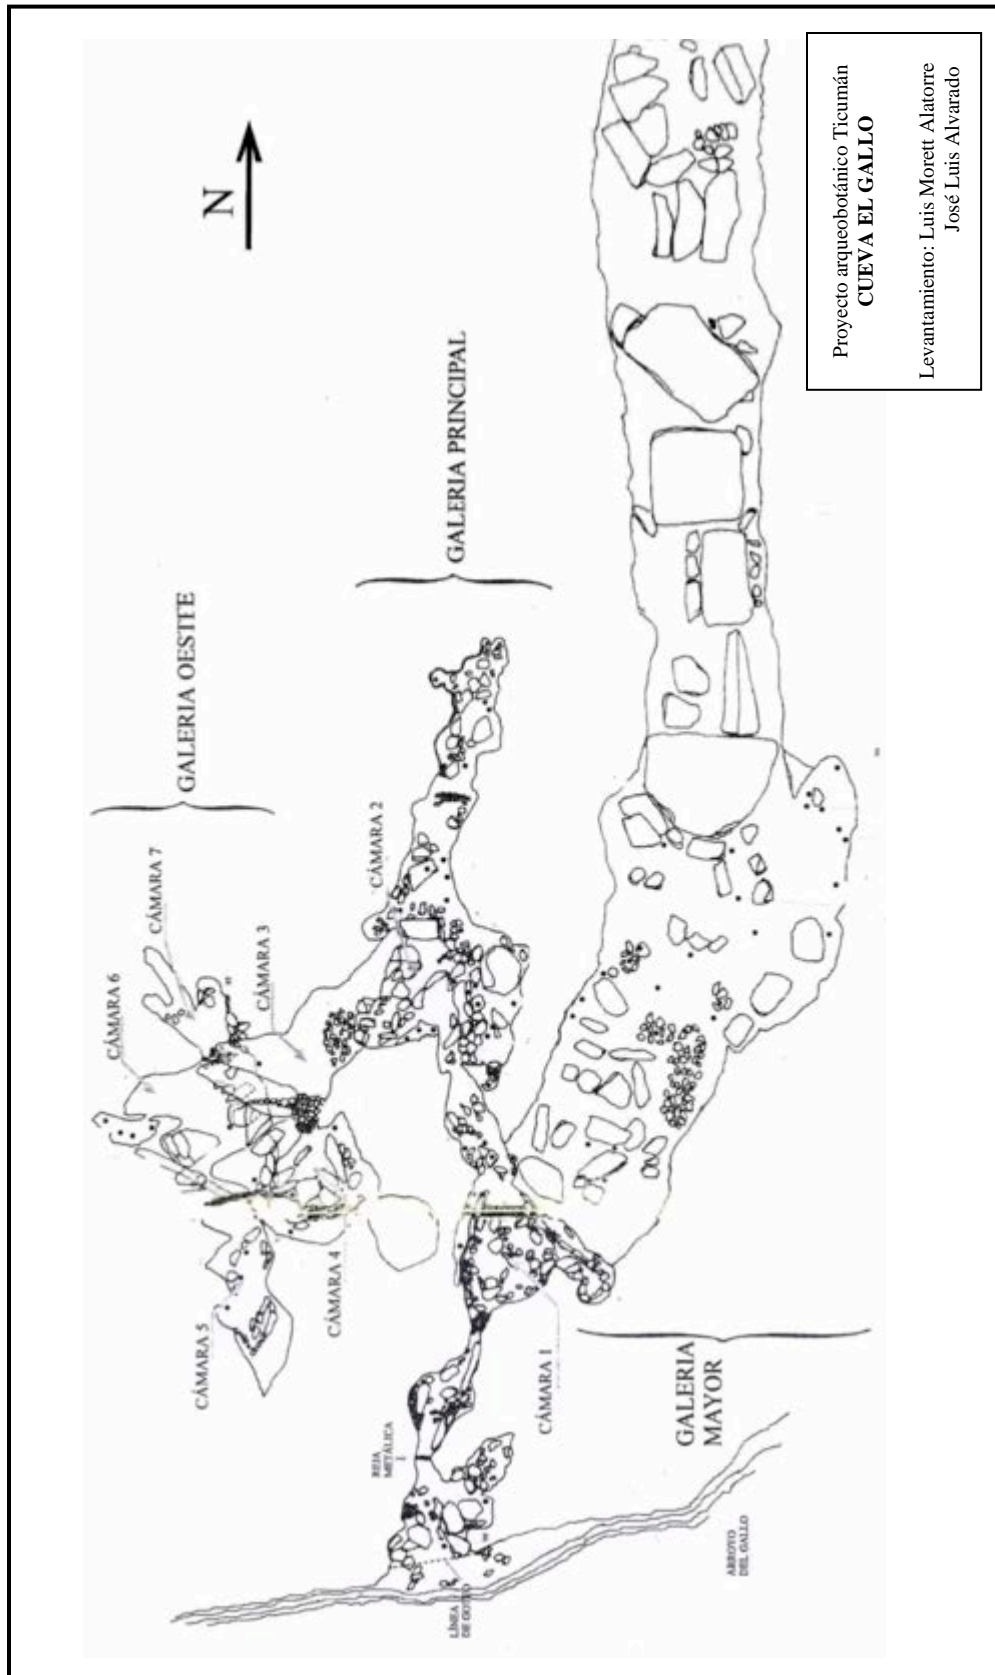 Proyecto arqueobotánico Ticumán
CUEVA EL GALLO
Levantamiento: Luis Morett Alatorre
José Luis Alvarado
N
GALERIA PRINCIPAL
GALERIA OESTE
CÁMARA 2
CÁMARA 7
CÁMARA 3
CÁMARA 6
CÁMARA 4
CÁMARA 5
CÁMARA 1
GALERIA
MAYOR
REJA
METÁLICA
LÍNEA
DE GOTEO
ARROYO
DEL GALLO